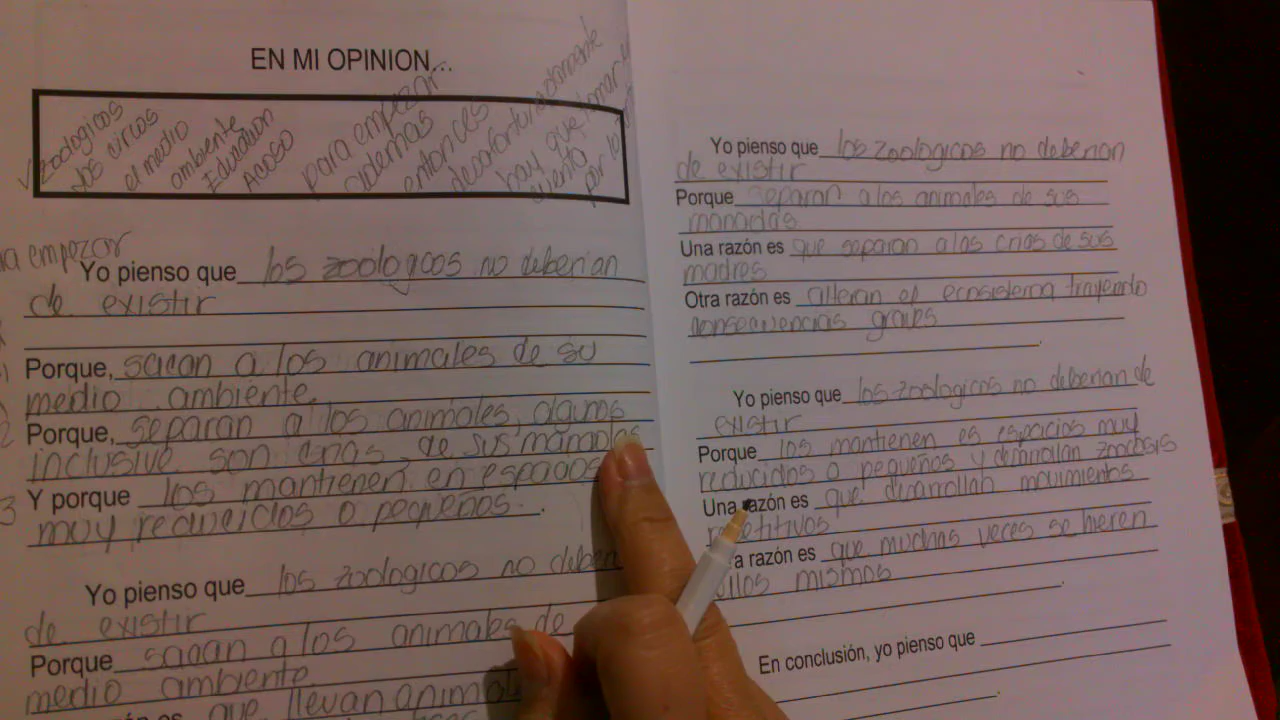 EN MI OPINION...
zoologicos
los circos
el medio
ambiente
Educacion
Acoso
para empezar
ademas
entonces
desafortunadamente
hay que tomar
cuenta
por lo
ra empezar
Yo pienso que los zoologicos no deberian
de existir
1 Porque, sacan a los animales de su
medio ambiente.
2 Porque, separan a los animales, algunos
inclusive son crias, de sus manadas
3 Y porque los mantienen en espacios
muy reducidos o pequeños.
Yo pienso que los zoologicos no deben
de existir
Porque sacan a los animales de
medio ambiente
es que llevan animal
Yo pienso que los zoologicos no deberian
de existir
Porque separan a los animales de sus
manadas
Una razón es que separan a las crias de sus
madres
Otra razón es alteran el ecosistema trayendo
consecuencias graves
Yo pienso que los zoologicos no deberian de
existir
Porque los mantienen es espacios muy
reducidos o pequeños y desarrollan zoocosis
Una razón es que desarrollan movimientos
repetitivos
a razón es que muchas veces se hieren
ellos mismos
En conclusión, yo pienso que